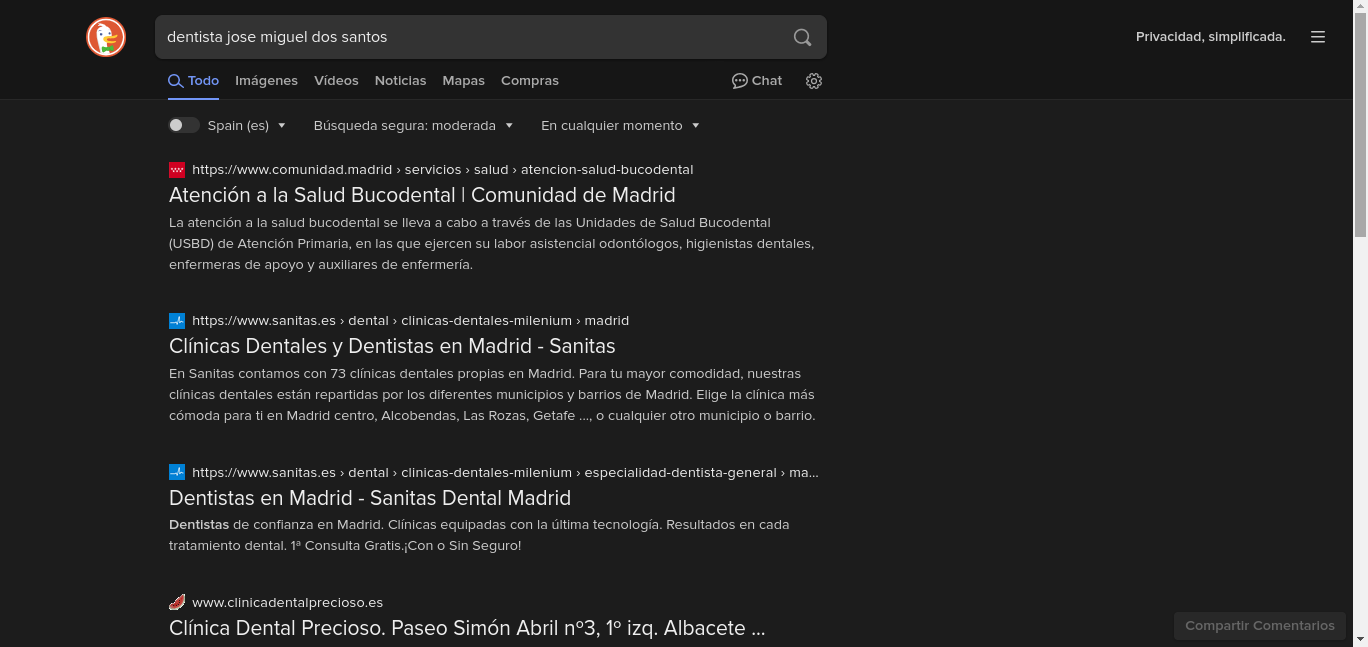 dentista jose miguel dos santos
Privacidad, simplificada.
Todo Imágenes Vídeos Noticias Mapas Compras Chat
Spain (es) Búsqueda segura: moderada En cualquier momento
https://www.comunidad.madrid › servicios › salud › atencion-salud-bucodental
Atención a la Salud Bucodental | Comunidad de Madrid
La atención a la salud bucodental se lleva a cabo a través de las Unidades de Salud Bucodental
(USBD) de Atención Primaria, en las que ejercen su labor asistencial odontólogos, higienistas dentales,
enfermeras de apoyo y auxiliares de enfermería.
https://www.sanitas.es › dental › clinicas-dentales-milenium › madrid
Clínicas Dentales y Dentistas en Madrid - Sanitas
En Sanitas contamos con 73 clínicas dentales propias en Madrid. Para tu mayor comodidad, nuestras
clínicas dentales están repartidas por los diferentes municipios y barrios de Madrid. Elige la clínica más
cómoda para ti en Madrid centro, Alcobendas, Las Rozas, Getafe ..., o cualquier otro municipio o barrio.
https://www.sanitas.es › dental › clinicas-dentales-milenium › especialidad-dentista-general › ma...
Dentistas en Madrid - Sanitas Dental Madrid
Dentistas de confianza en Madrid. Clínicas equipadas con la última tecnología. Resultados en cada
tratamiento dental. 1ª Consulta Gratis.¡Con o Sin Seguro!
www.clinicadentalprecioso.es
Clínica Dental Precioso. Paseo Simón Abril nº3, 1º izq. Albacete ...
Compartir Comentarios